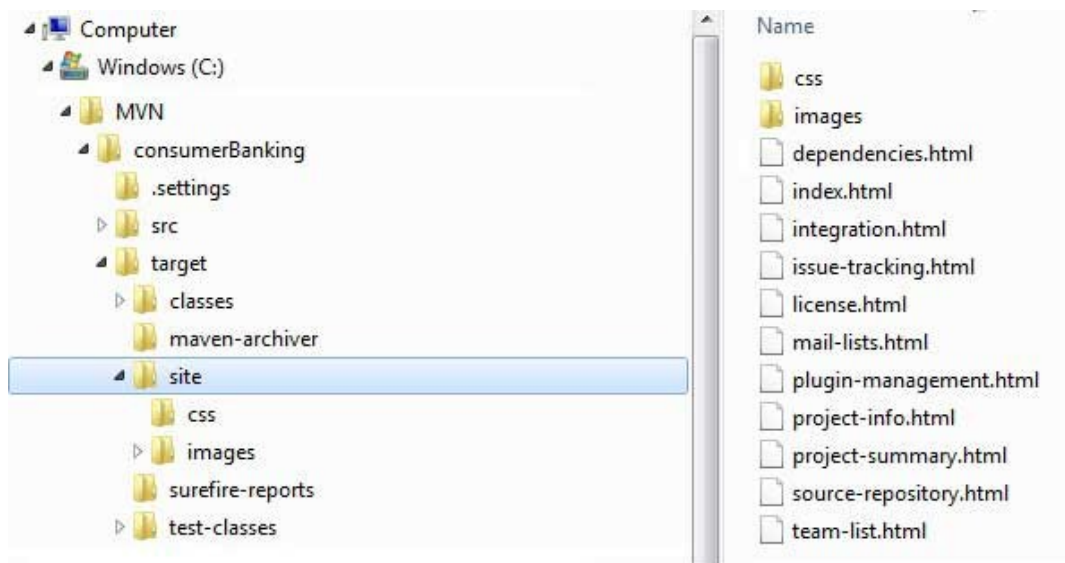 Computer
Windows (C:)
MVN
consumerBanking
.settings
src
target
classes
maven-archiver
site
css
images
surefire-reports
test-classes
Name
css
images
dependencies.html
index.html
integration.html
issue-tracking.html
license.html
mail-lists.html
plugin-management.html
project-info.html
project-summary.html
source-repository.html
team-list.html